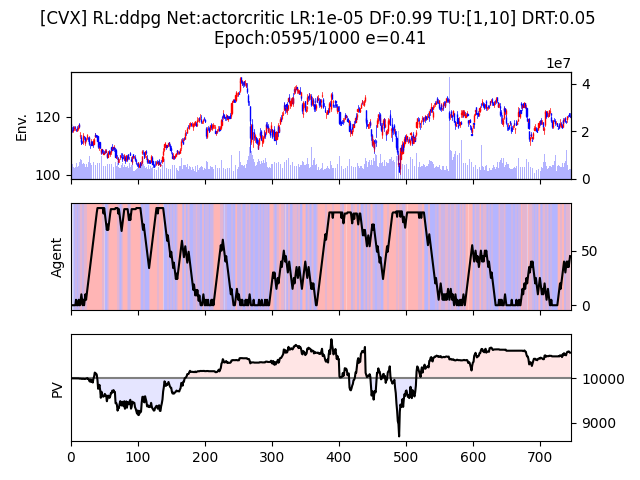 [CVX] RL:ddpg Net:actorcritic LR:1e-05 DF:0.99 TU:[1,10] DRT:0.05
Epoch:0595/1000 e=0.41
1e7
Env.
120
100
4
2
0
Agent
50
0
PV
10000
9000
0 100 200 300 400 500 600 700